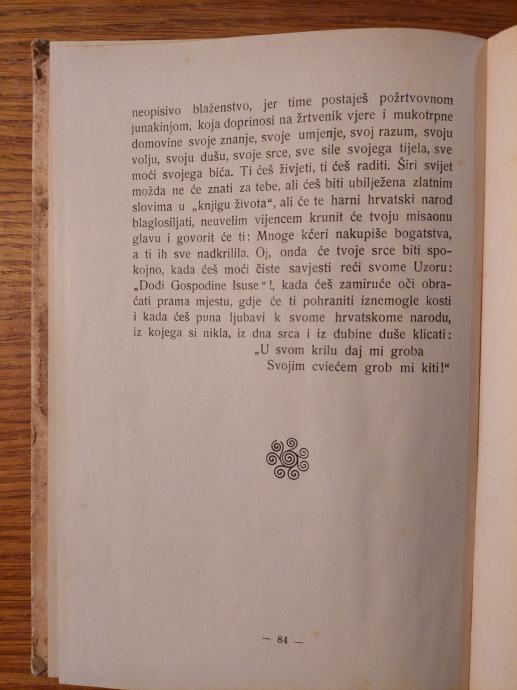 neopisivo blaženstvo, jer time postaješ požrtvovnom
junakinjom, koja doprinosi na žrtvenik vjere i mukotrpne
domovine svoje znanje, svoje umjenje, svoj razum, svoju
volju, svoju dušu, svoje srce, sve sile svojega tijela, sve
moći svojega bića. Ti ćeš živjeti, ti ćeš raditi. Širi svijet
možda ne će znati za tebe, ali ćeš biti ubilježena zlatnim
slovima u „knjigu života“, ali će te harni hrvatski narod
blaglosiljati, neuvelim vijencem krunit će tvoju misaonu
glavu i govorit će ti: Mnoge kćeri nakupiše bogatstva,
a ti ih sve nadkrilila. Oj, onda će tvoje srce biti spo-
kojno, kada ćeš moći čiste savjesti reći svome Uzoru:
„Dođi Gospodine Isuse“!, kada ćeš zamiruće oči obra-
ćati prama mjestu, gdje će ti pohraniti iznemogle kosti
i kada ćeš puna ljubavi k svome hrvatskome narodu,
iz kojega si nikla, iz dna srca i iz dubine duše klicati:
„U svom krilu daj mi groba
Svojim cviećem grob mi kiti!“
— 84 —